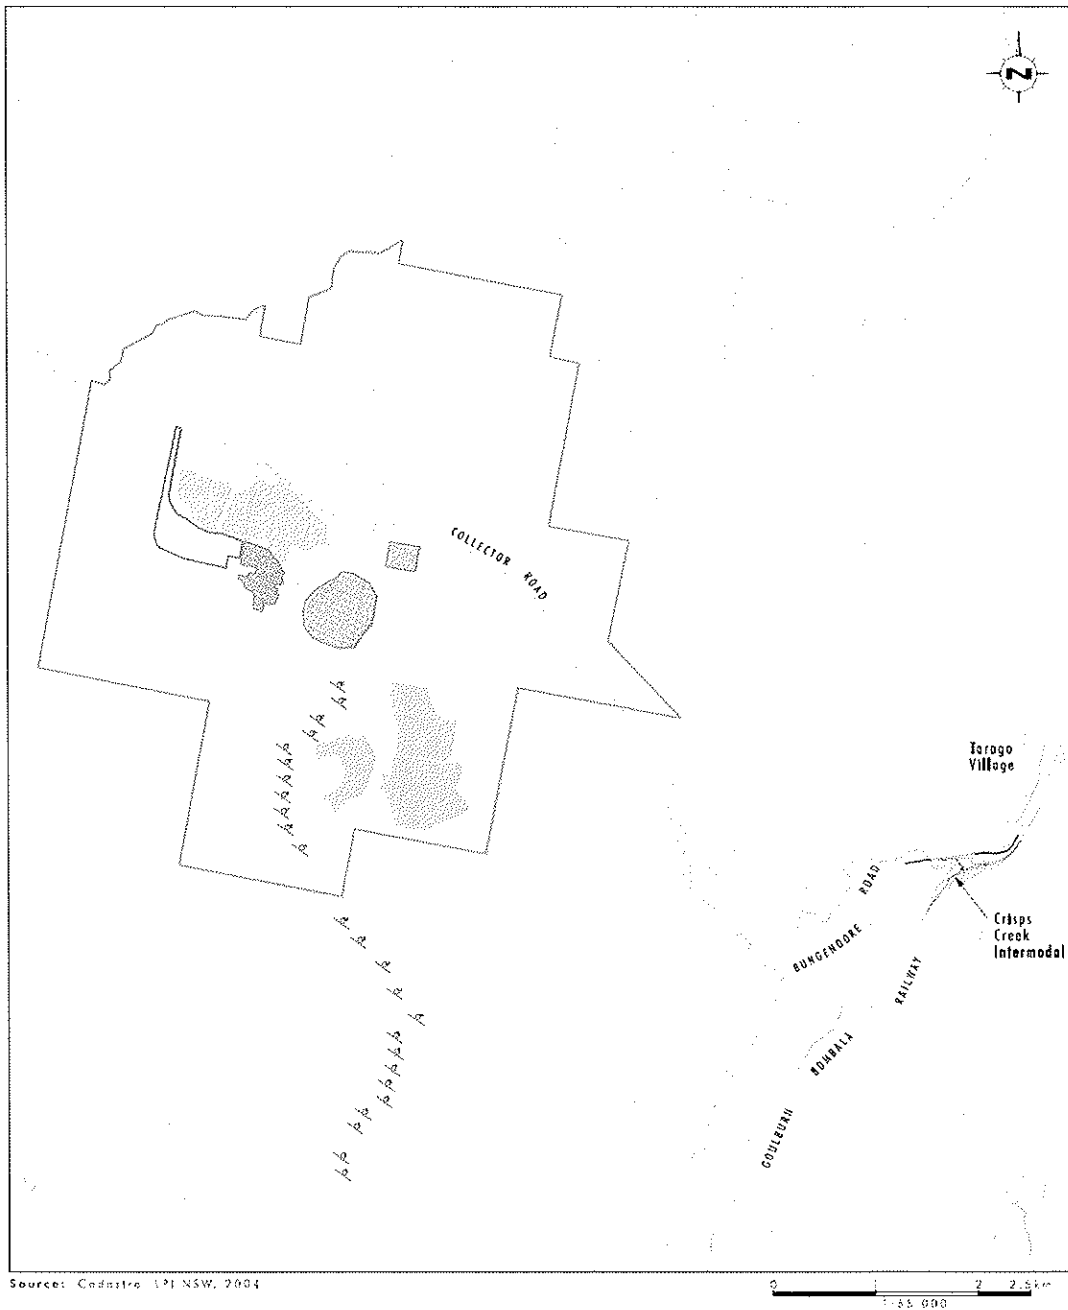 N
COLLECTOR ROAD
Tarago
Village
Crisps
Creek
Intermodal
BUNGENDORE ROAD
GOULBURN BOMBALA RAILWAY
Source: Cadastre LPI NSW, 2004
0 1 2 2.5km
1:55 000